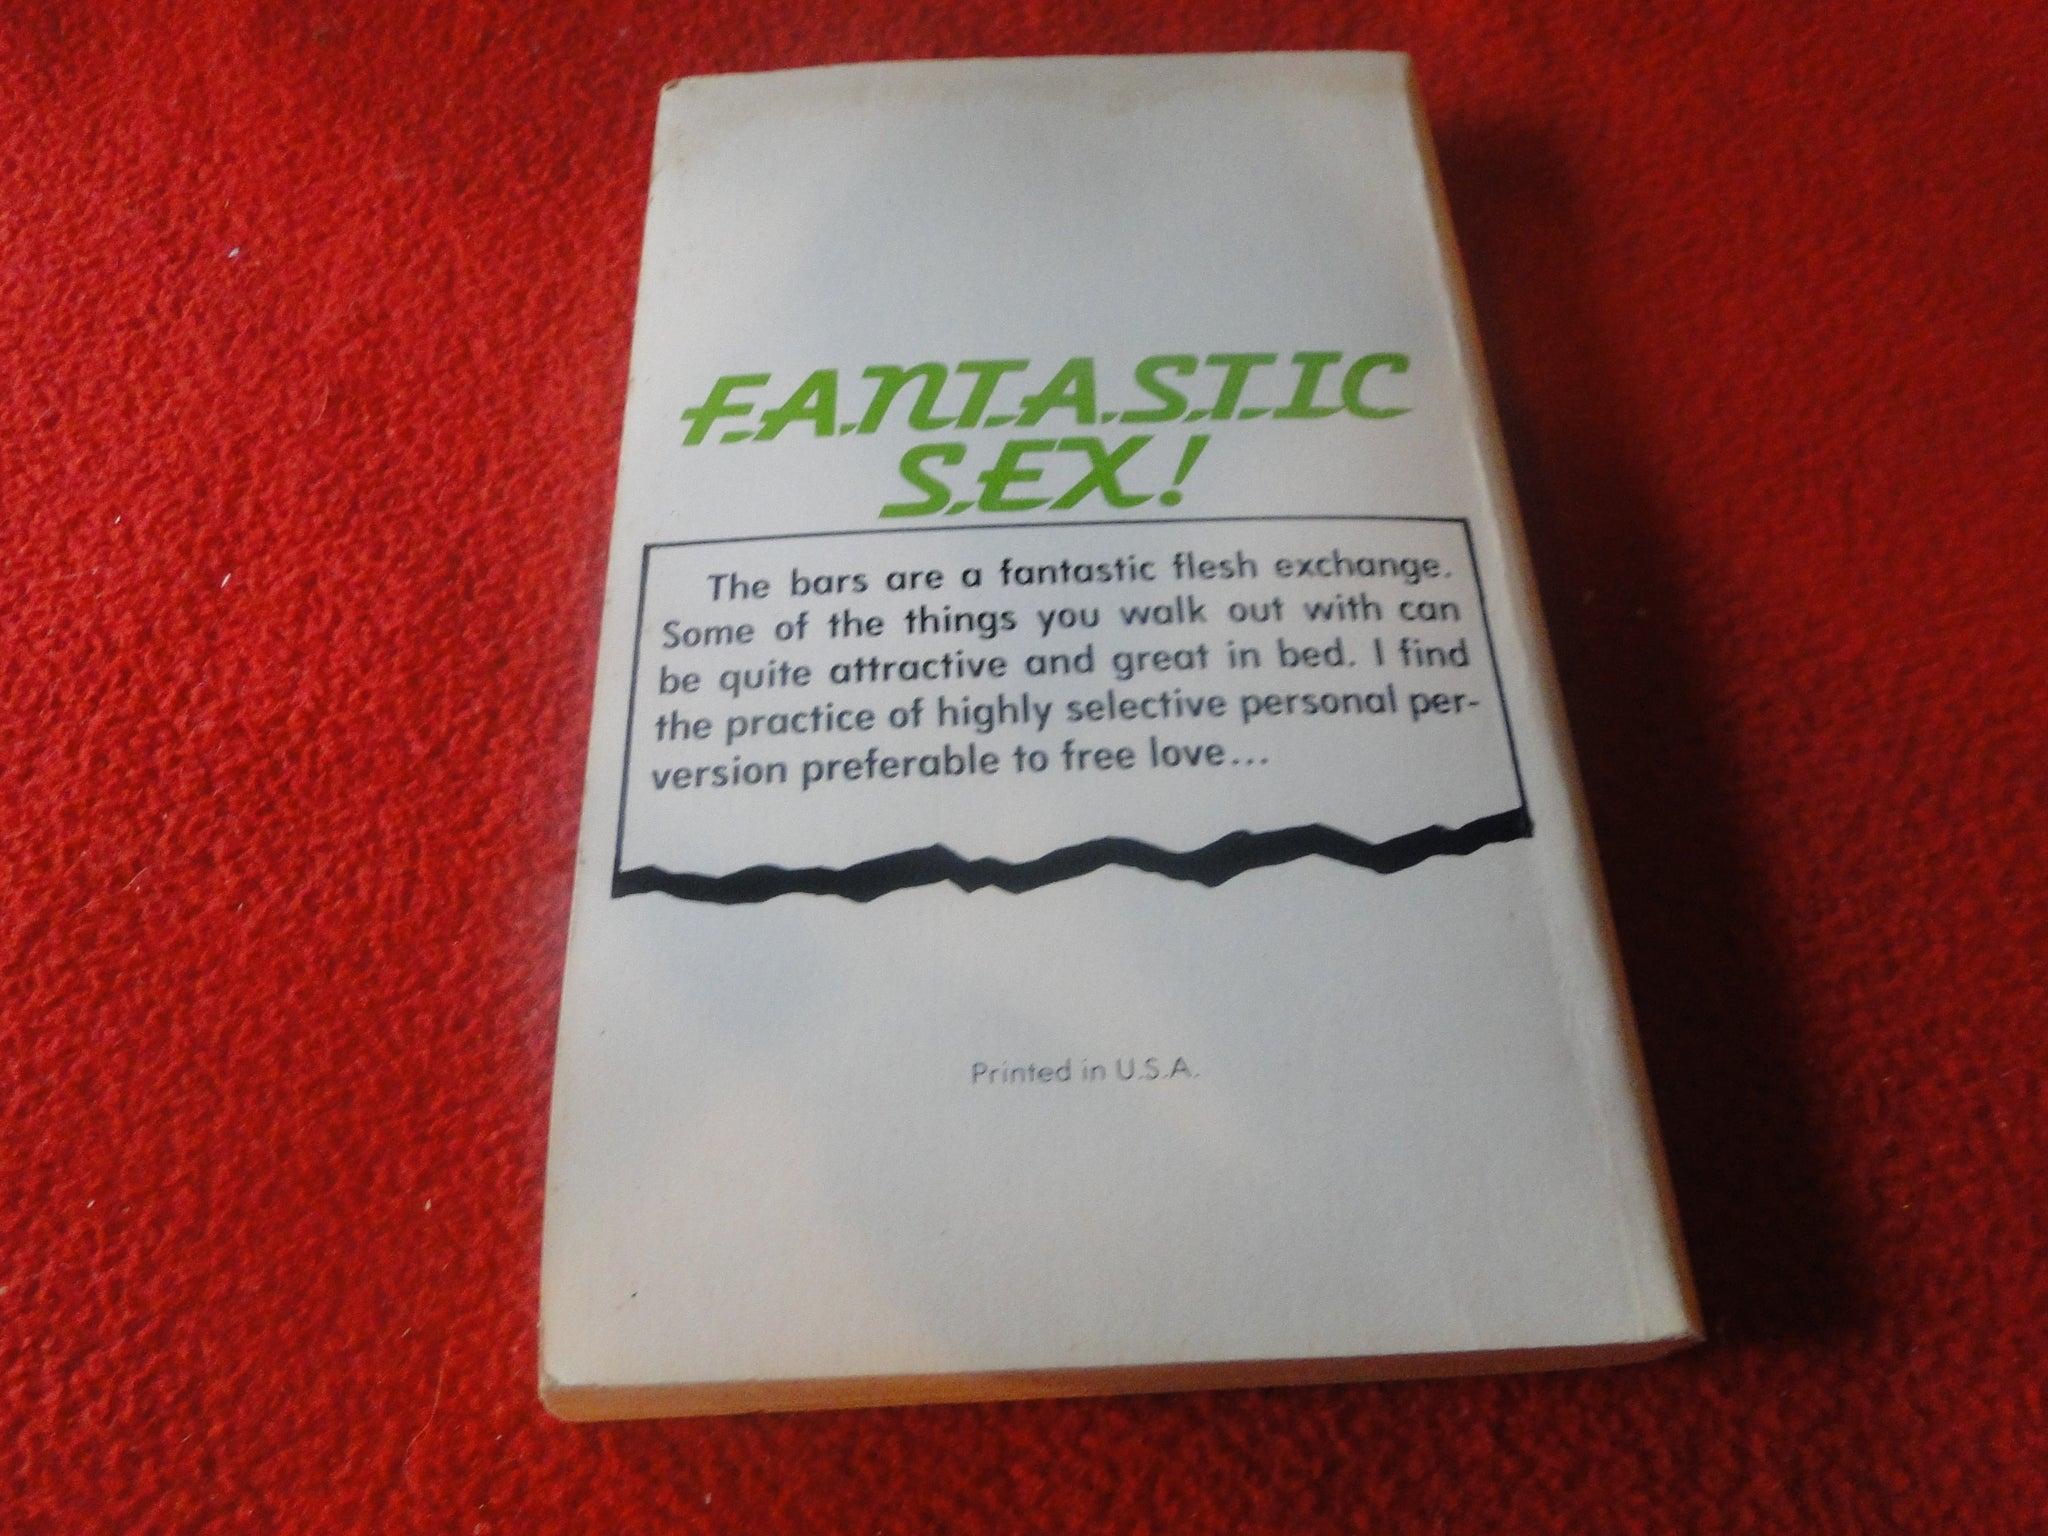 F.A.N.T.A.S.T.I.C
S.E.X!
The bars are a fantastic flesh exchange.
Some of the things you walk out with can
be quite attractive and great in bed. I find
the practice of highly selective personal per-
version preferable to free love...
Printed in U.S.A.